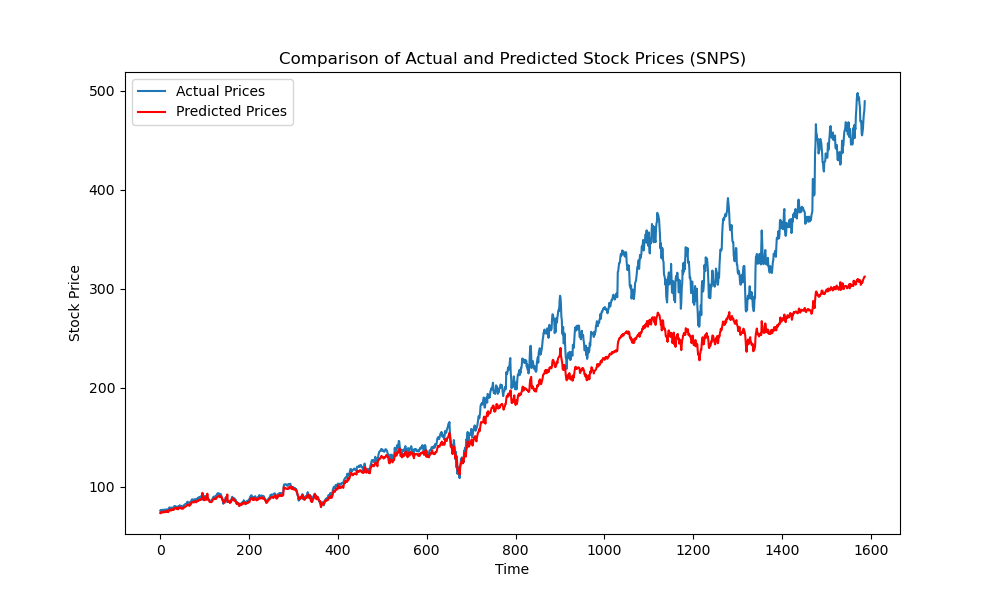 Comparison of Actual and Predicted Stock Prices (SNPS)
Actual Prices
Predicted Prices
Stock Price
500
400
300
200
100
0 200 400 600 800 1000 1200 1400 1600
Time